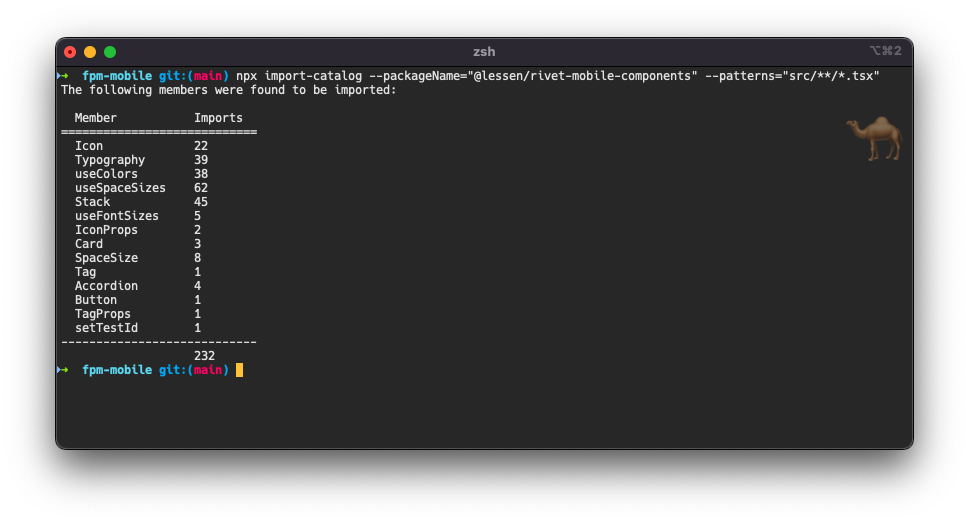 zsh
⌥⌘2
➜ fpm-mobile git:(main) npx import-catalog --packageName="@lessen/rivet-mobile-components" --patterns="src/**/*.tsx"
The following members were found to be imported:
Member Imports
============================
Icon 22
Typography 39
useColors 38
useSpaceSizes 62
Stack 45
useFontSizes 5
IconProps 2
Card 3
SpaceSize 8
Tag 1
Accordion 4
Button 1
TagProps 1
setTestId 1
----------------------------
232
➜ fpm-mobile git:(main)